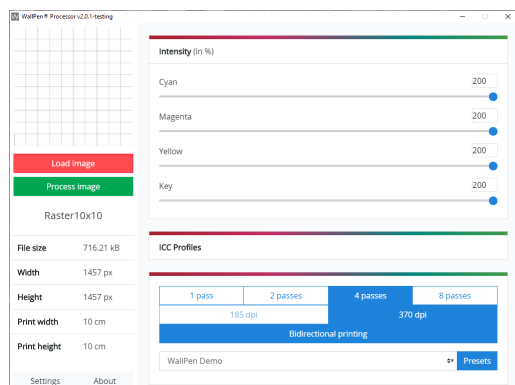 WallPen® Processor v2.0.1-testing
Load image
Process image
Raster10x10
File size 716.21 kB
Width 1457 px
Height 1457 px
Print width 10 cm
Print height 10 cm
Settings About
Intensity (in %)
Cyan 200
Magenta 200
Yellow 200
Key 200
ICC Profiles
1 pass 2 passes 4 passes 8 passes
185 dpi 370 dpi
Bidirectional printing
WallPen Demo Presets